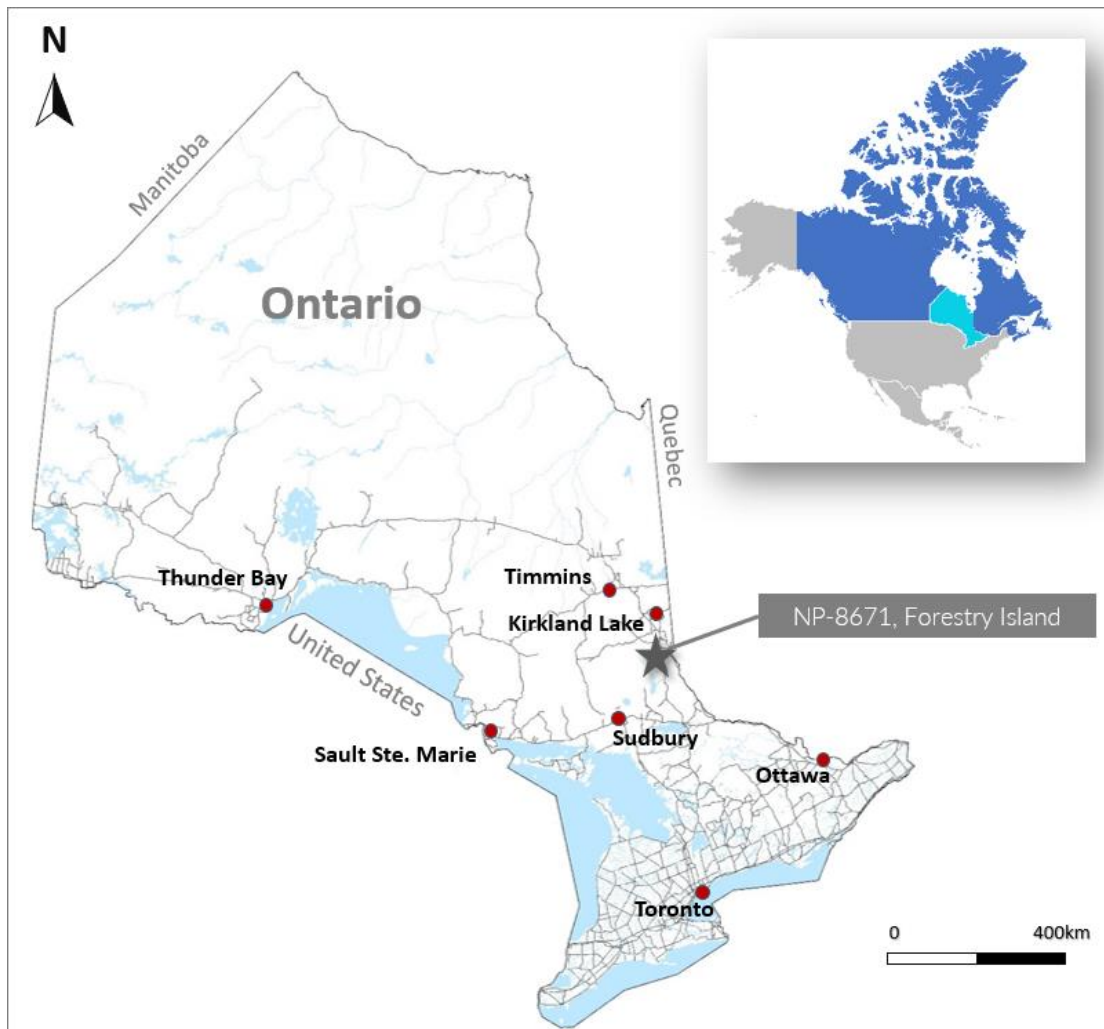 N
Manitoba
Ontario
Quebec
Timmins
Thunder Bay
Kirkland Lake
NP-8671, Forestry Island
United States
Sudbury
Sault Ste. Marie
Ottawa
Toronto
0 400km